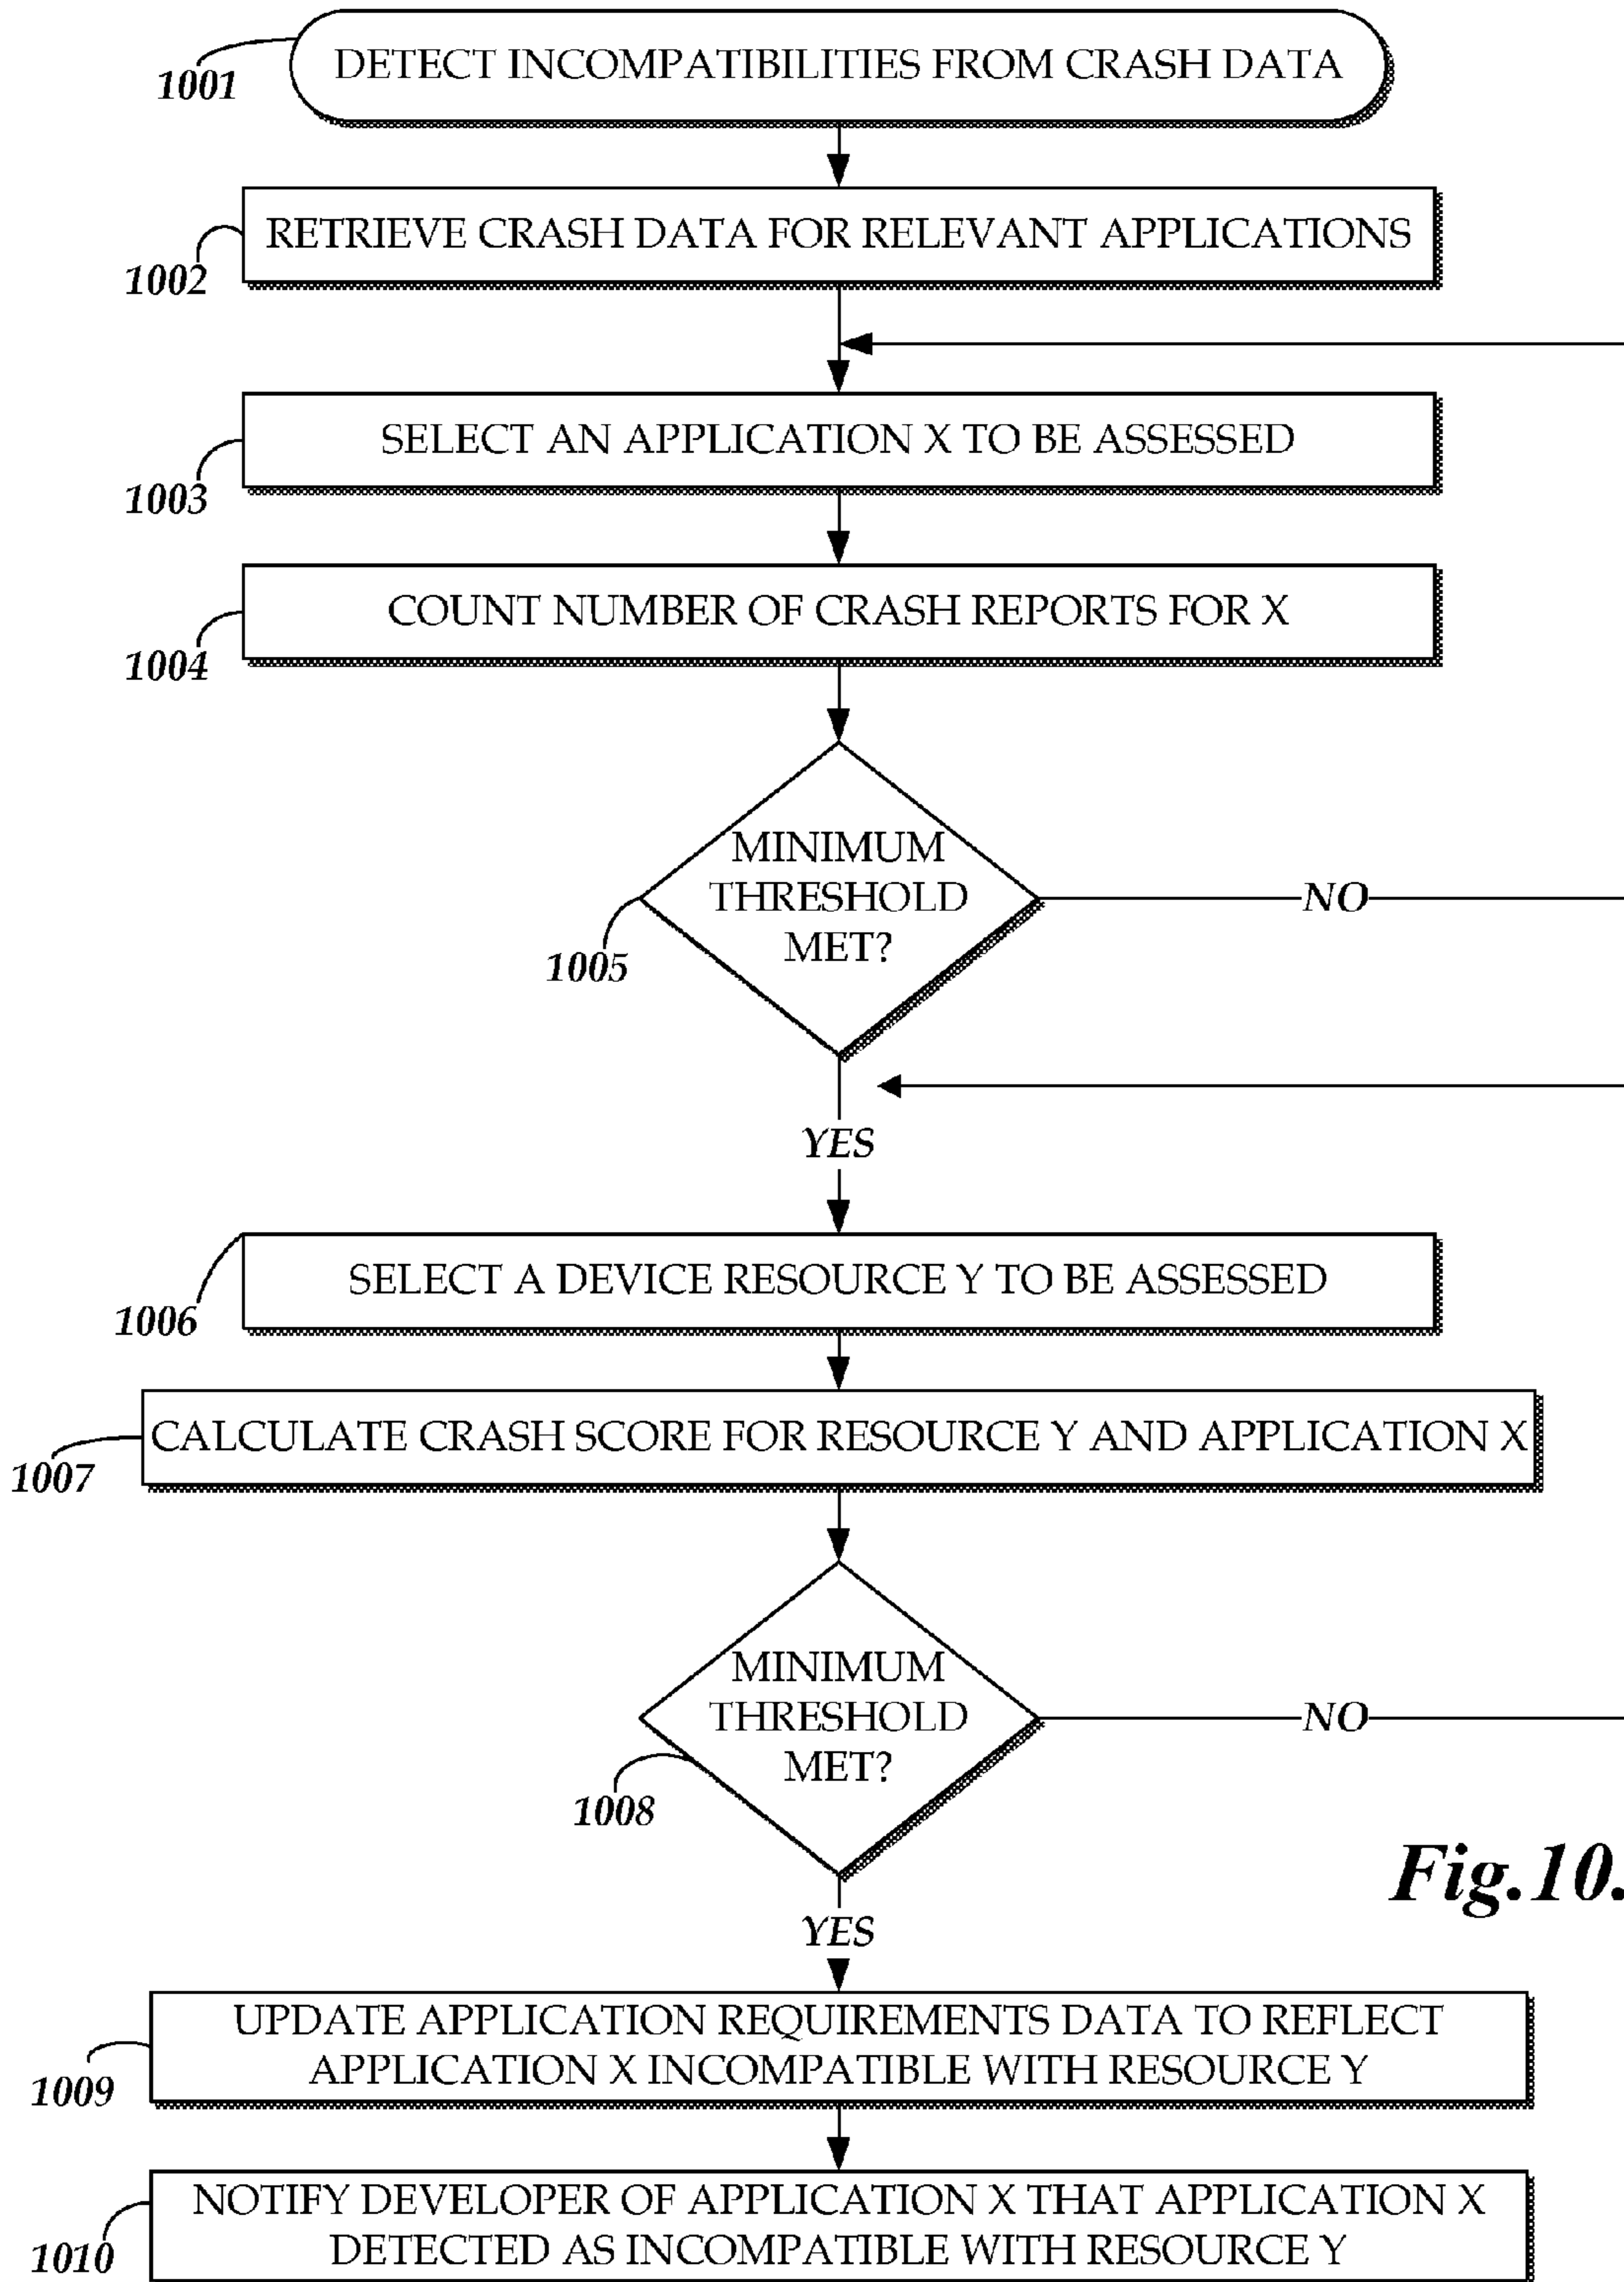 DETECT INCOMPATIBILITIES FROM CRASH DATA
1001
RETRIEVE CRASH DATA FOR RELEVANT APPLICATIONS
1002
SELECT AN APPLICATION X TO BE ASSESSED
1003
COUNT NUMBER OF CRASH REPORTS FOR X
1004
MINIMUM
THRESHOLD
MET?
NO
1005
YES
SELECT A DEVICE RESOURCE Y TO BE ASSESSED
1006
CALCULATE CRASH SCORE FOR RESOURCE Y AND APPLICATION X
1007
MINIMUM
THRESHOLD
MET?
NO
1008
Fig.10.
YES
UPDATE APPLICATION REQUIREMENTS DATA TO REFLECT
APPLICATION X INCOMPATIBLE WITH RESOURCE Y
1009
NOTIFY DEVELOPER OF APPLICATION X THAT APPLICATION X
DETECTED AS INCOMPATIBLE WITH RESOURCE Y
1010